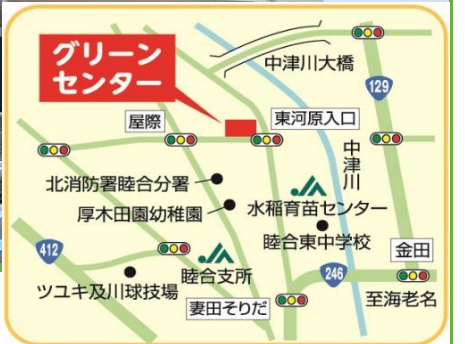 グリーン
センター
中津川大橋
129
屋際
東河原入口
中津川
北消防署睦合分署
厚木田園幼稚園
JA
水稲育苗センター
睦合東中学校
412
JA
睦合支所
246
金田
ツユキ及川球技場
妻田そりだ
至海老名